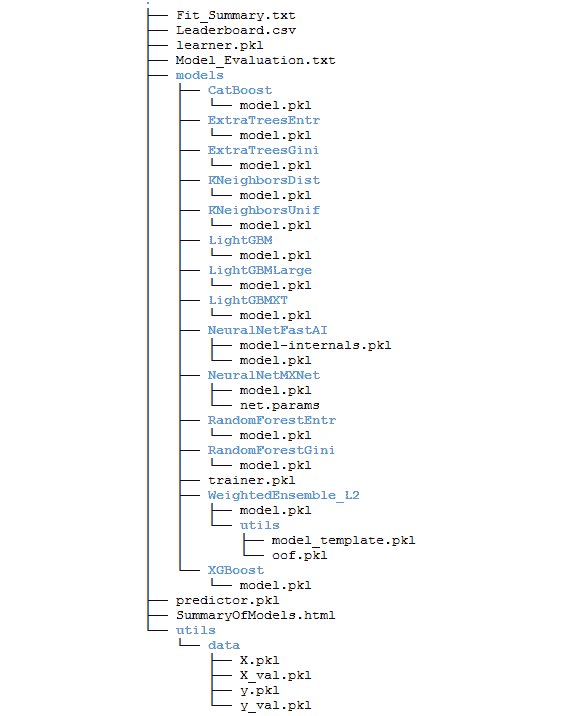 .
Fit_Summary.txt
Leaderboard.csv
learner.pkl
Model_Evaluation.txt
models
CatBoost
model.pkl
ExtraTreesEntr
model.pkl
ExtraTreesGini
model.pkl
KNeighborsDist
model.pkl
KNeighborsUnif
model.pkl
LightGBM
model.pkl
LightGBMLarge
model.pkl
LightGBMXT
model.pkl
NeuralNetFastAI
model-internals.pkl
model.pkl
NeuralNetMXNet
model.pkl
net.params
RandomForestEntr
model.pkl
RandomForestGini
model.pkl
trainer.pkl
WeightedEnsemble_L2
model.pkl
utils
model_template.pkl
oof.pkl
XGBoost
model.pkl
predictor.pkl
SummaryOfModels.html
utils
data
X.pkl
X_val.pkl
y.pkl
y_val.pkl